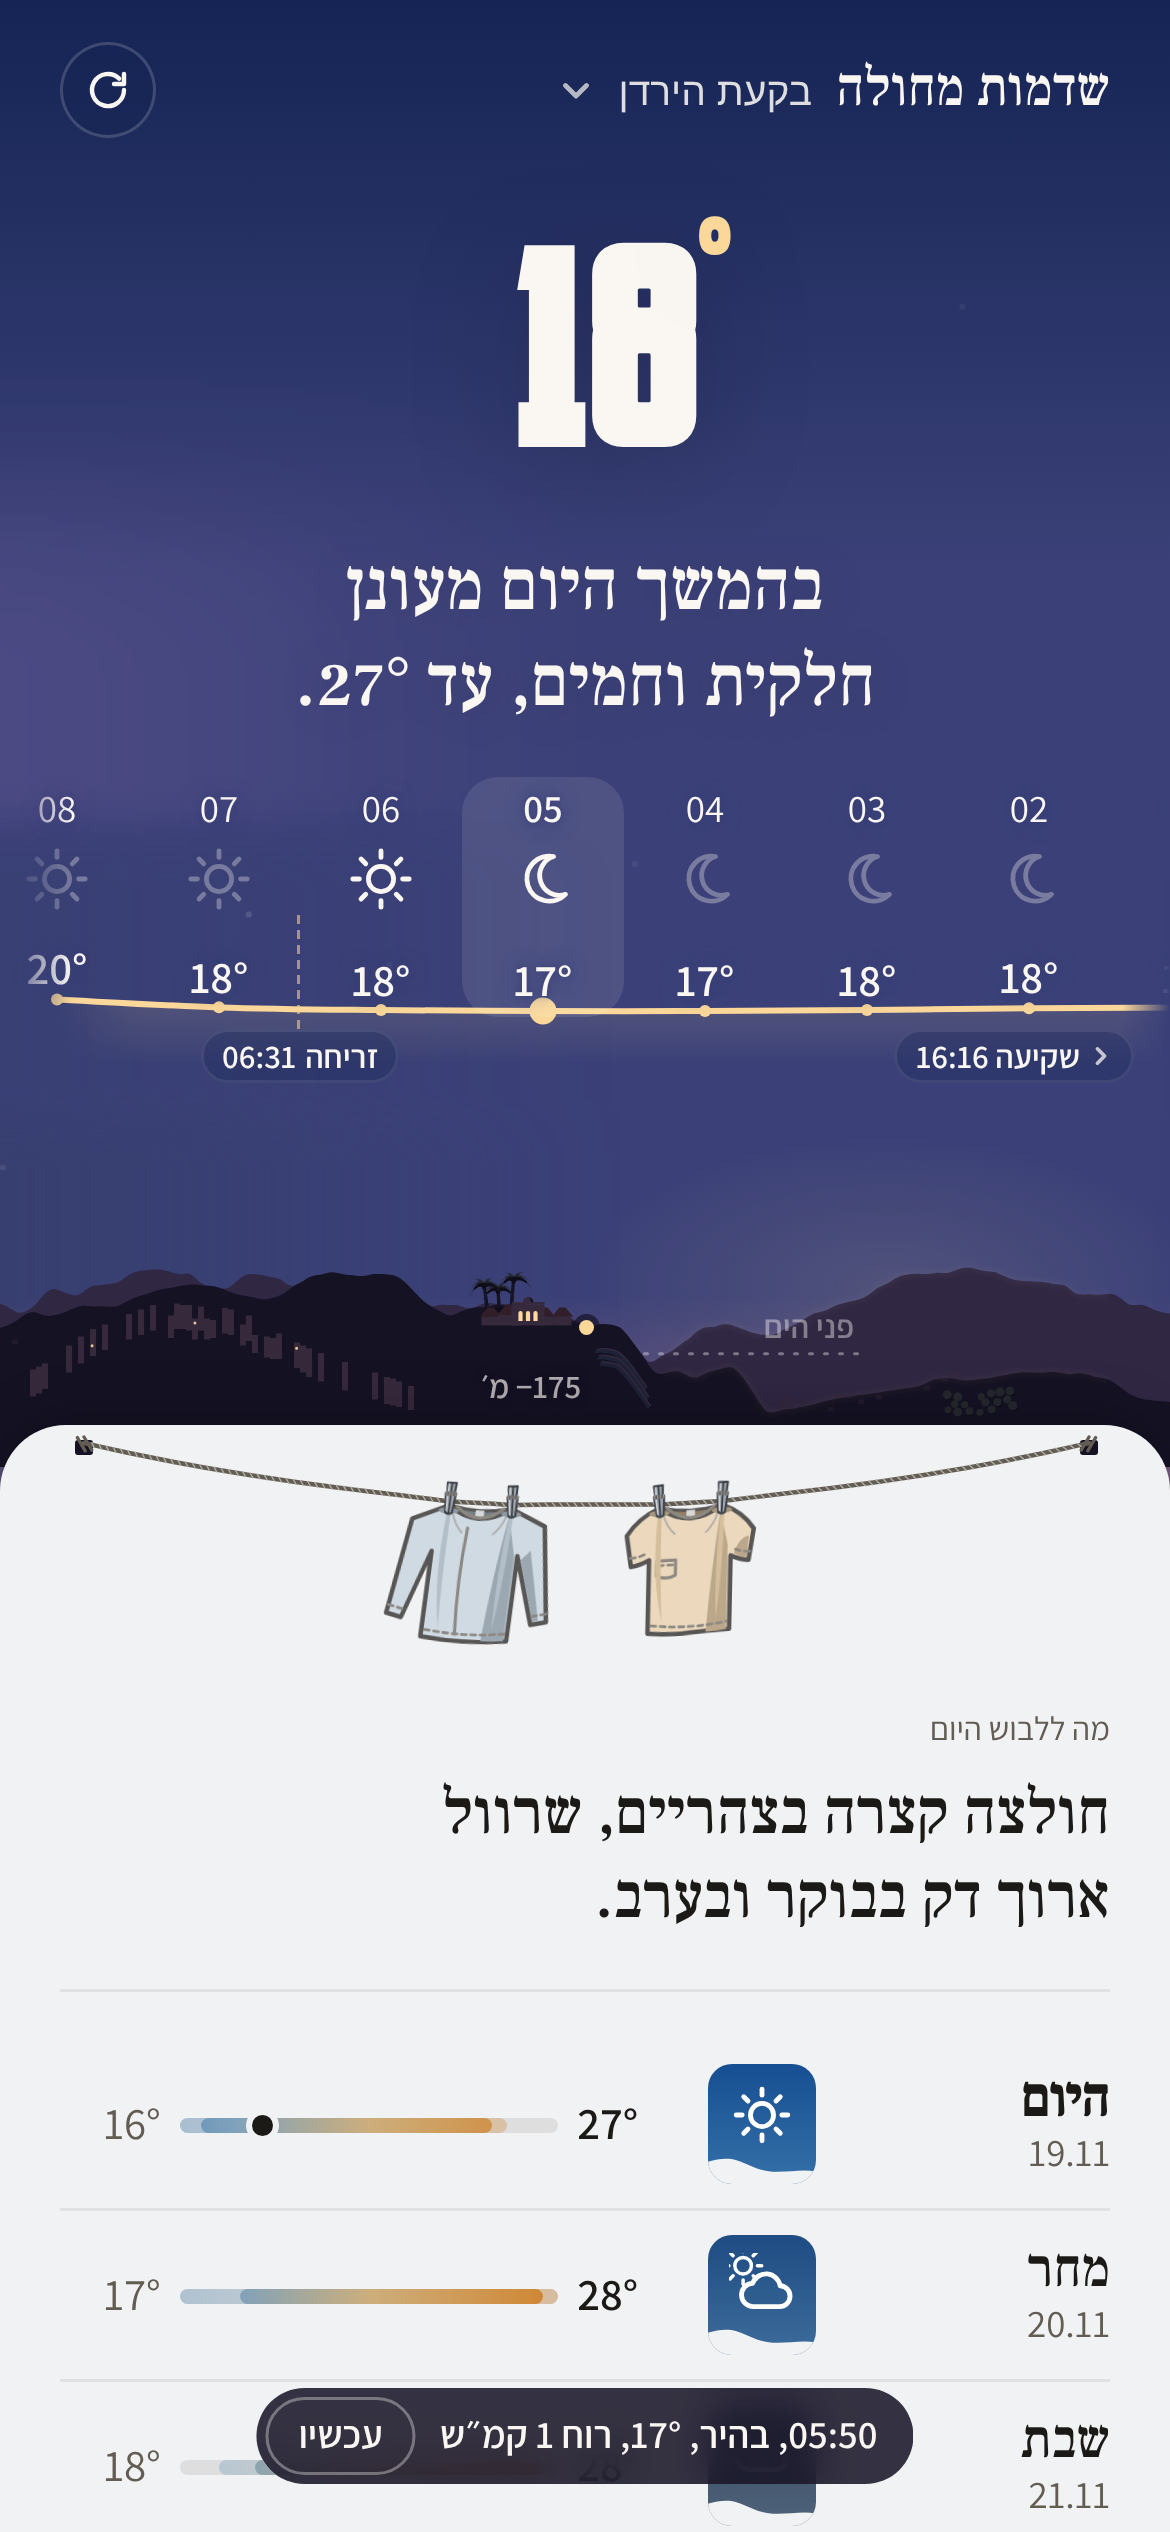 שדמות מחולה בקעת הירדן
18°
בהמשך היום מעונן
חלקית וחמים, עד 27°.
02 03 04 05 06 07 08
18° 18° 17° 17° 18° 18° 20°
שקיעה 16:16
זריחה 06:31
פני הים
−175 מ׳
מה ללבוש היום
חולצה קצרה בצהריים, שרוול
ארוך דק בבוקר ובערב.
היום 27° 16°
19.11
מחר 28° 17°
20.11
שבת 28 18°
21.11
05:50, בהיר, 17°, רוח 1 קמ״ש עכשיו